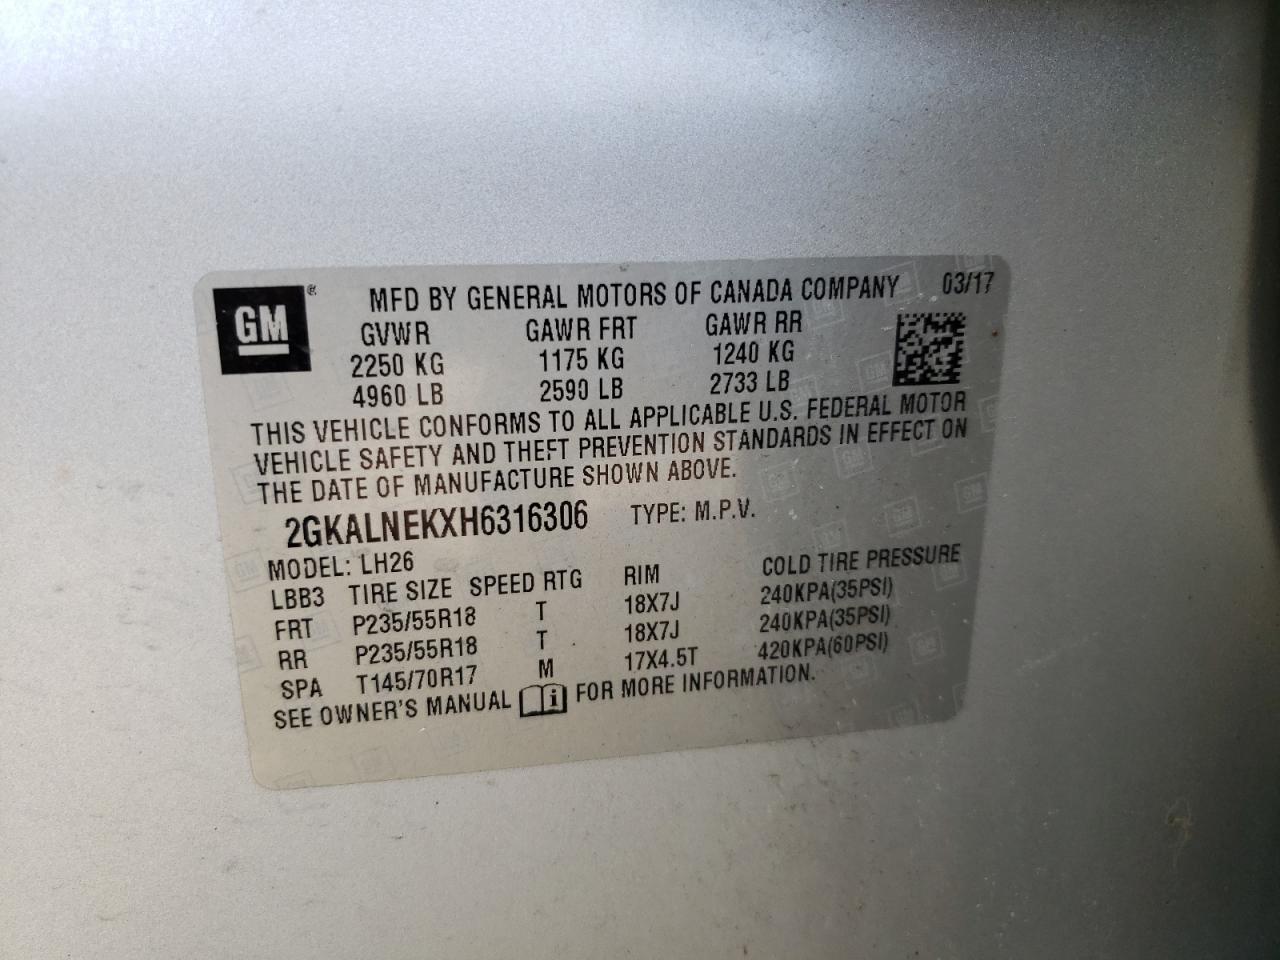 GM ® MFD BY GENERAL MOTORS OF CANADA COMPANY 03/17
GVWR GAWR FRT GAWR RR
2250 KG 1175 KG 1240 KG
4960 LB 2590 LB 2733 LB
THIS VEHICLE CONFORMS TO ALL APPLICABLE U.S. FEDERAL MOTOR
VEHICLE SAFETY AND THEFT PREVENTION STANDARDS IN EFFECT ON
THE DATE OF MANUFACTURE SHOWN ABOVE.
2GKALNEKXH6316306 TYPE: M.P.V.
MODEL: LH26
LBB3 TIRE SIZE SPEED RTG RIM COLD TIRE PRESSURE
FRT P235/55R18 T 18X7J 240KPA(35PSI)
RR P235/55R18 T 18X7J 240KPA(35PSI)
SPA T145/70R17 M 17X4.5T 420KPA(60PSI)
SEE OWNER'S MANUAL i FOR MORE INFORMATION.